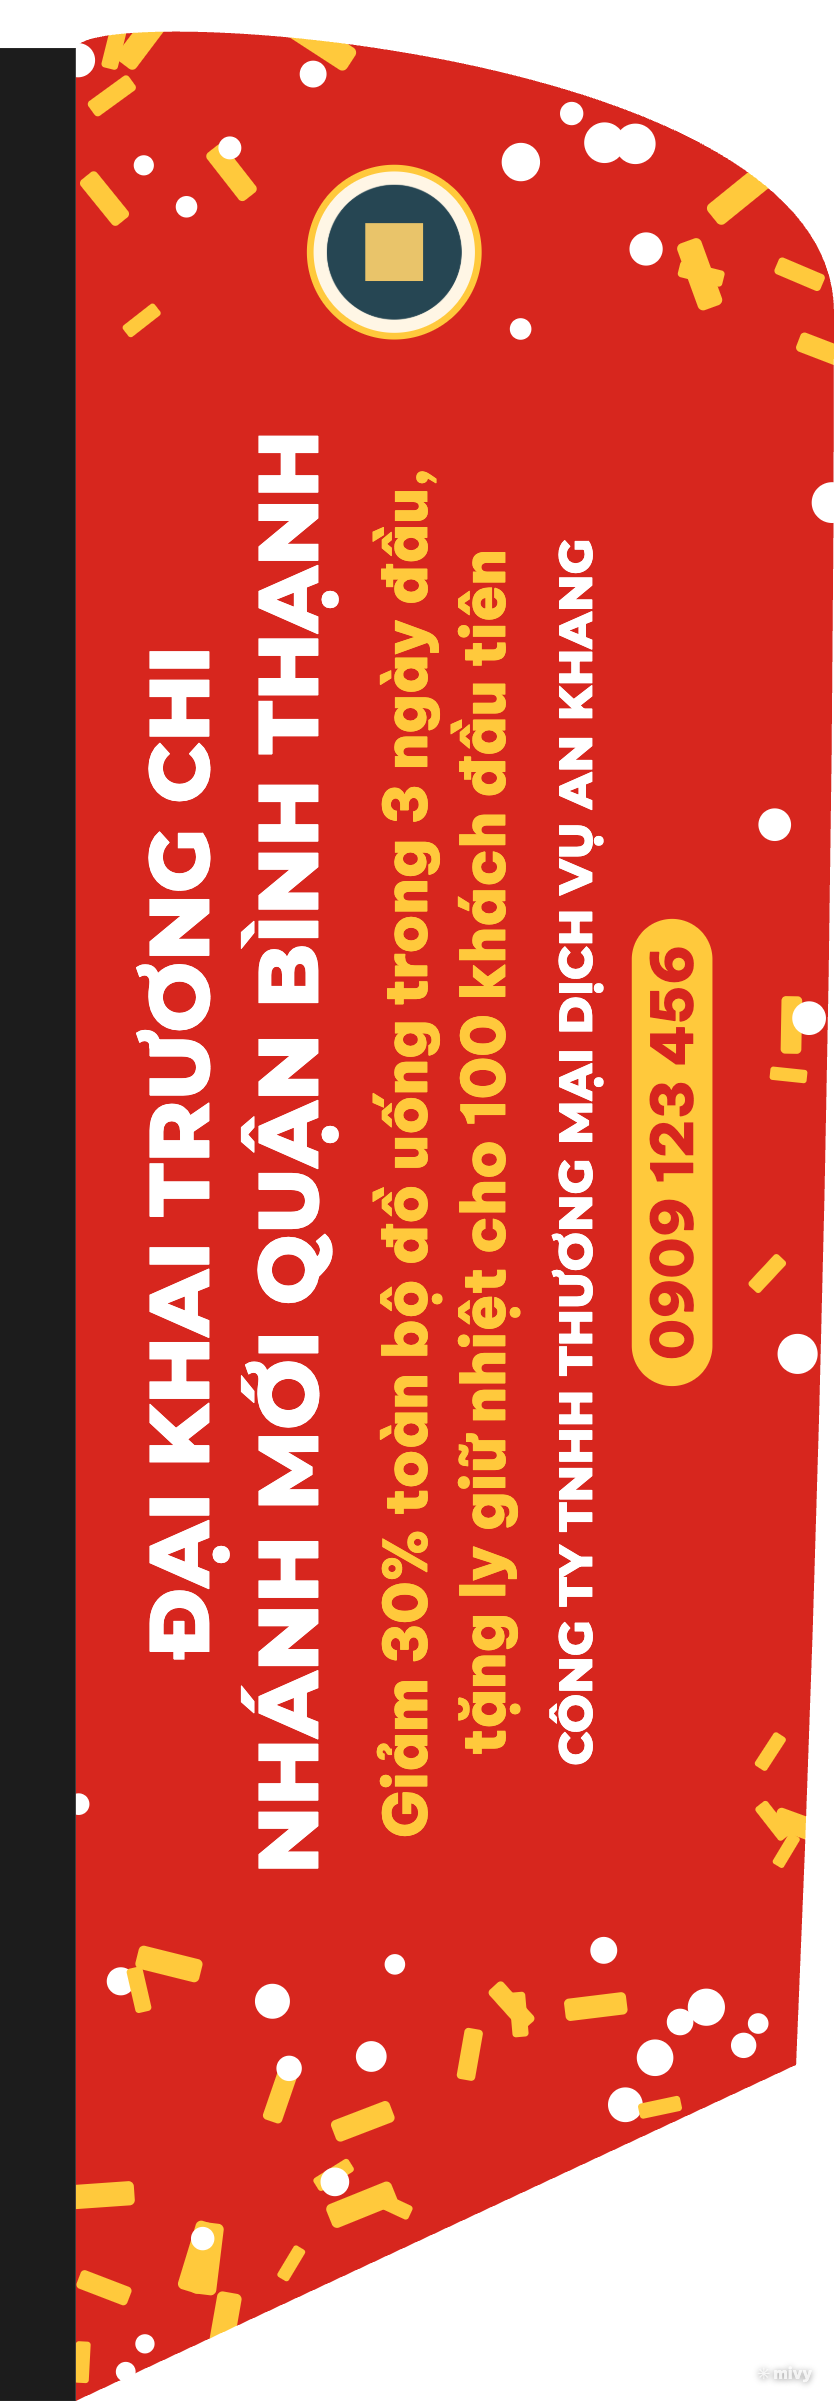 ĐẠI KHAI TRƯƠNG CHI
NHÁNH MỚI QUẬN BÌNH THẠNH
Giảm 30% toàn bộ đồ uống trong 3 ngày đầu,
tặng ly giữ nhiệt cho 100 khách đầu tiên
CÔNG TY TNHH THƯƠNG MẠI DỊCH VỤ AN KHANG
0909 123 456
mivy